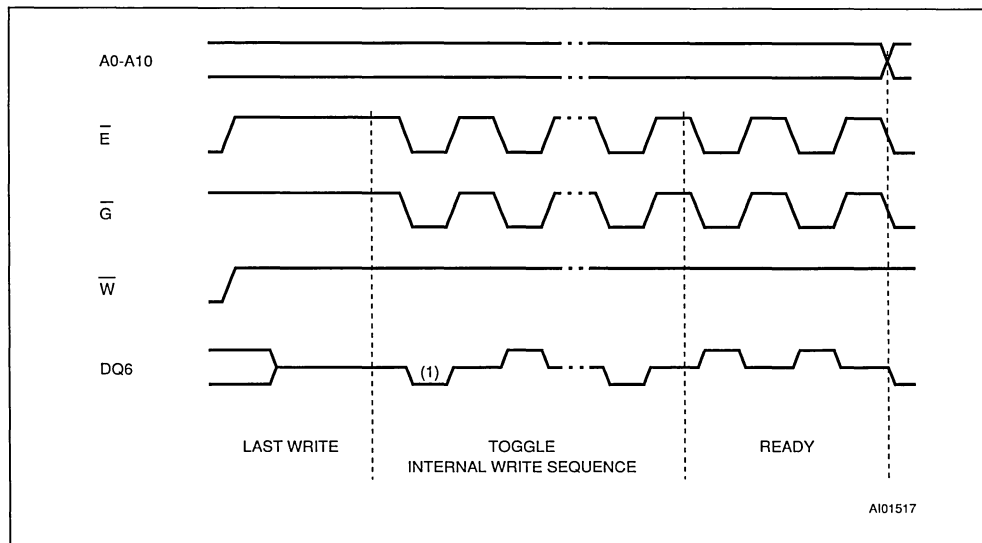 A0-A10
E
G
W
DQ6
(1)
LAST WRITE
TOGGLE
INTERNAL WRITE SEQUENCE
READY
AI01517